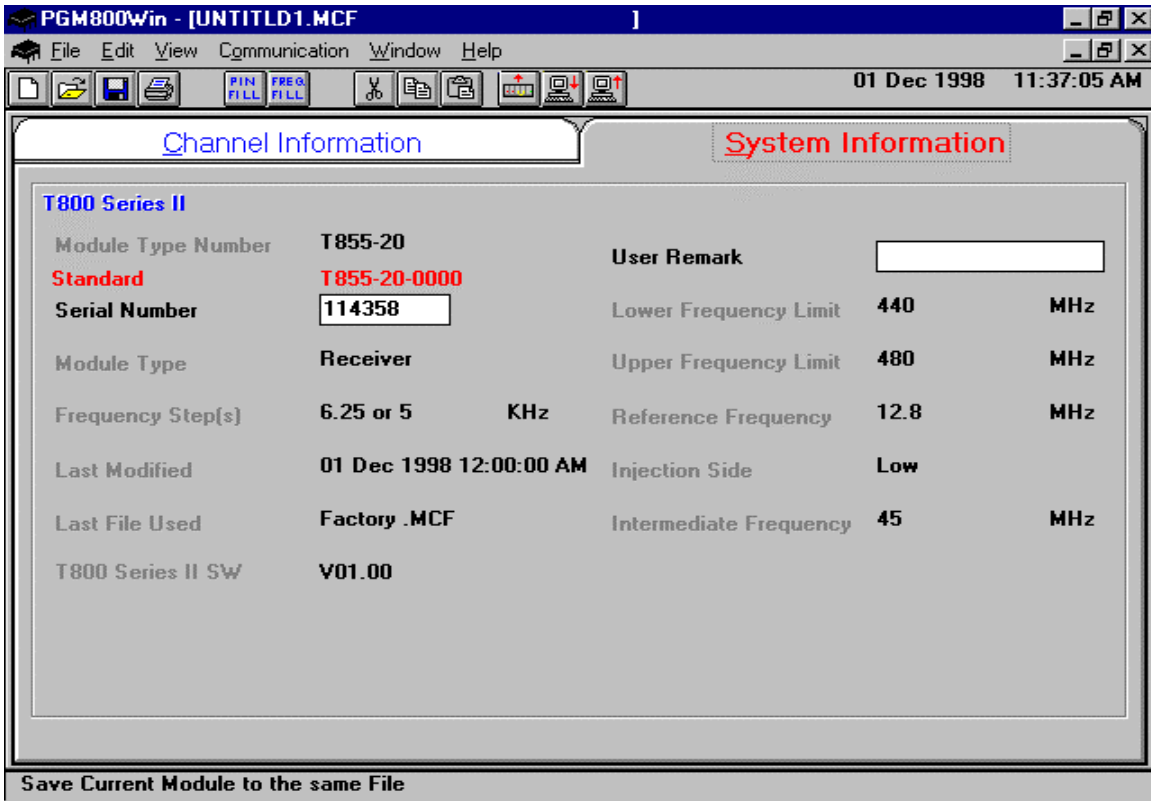 PGM800Win - [UNTITLD1.MCF ]
File Edit View Communication Window Help
PIN FILL FREQ FILL 01 Dec 1998 11:37:05 AM
Channel Information System Information
T800 Series II
Module Type Number T855-20
User Remark
Standard T855-20-0000
Serial Number 114358
Lower Frequency Limit 440 MHz
Module Type Receiver
Upper Frequency Limit 480 MHz
Frequency Step(s) 6.25 or 5 KHz
Reference Frequency 12.8 MHz
Last Modified 01 Dec 1998 12:00:00 AM
Injection Side Low
Last File Used Factory .MCF
Intermediate Frequency 45 MHz
T800 Series II SW V01.00
Save Current Module to the same File